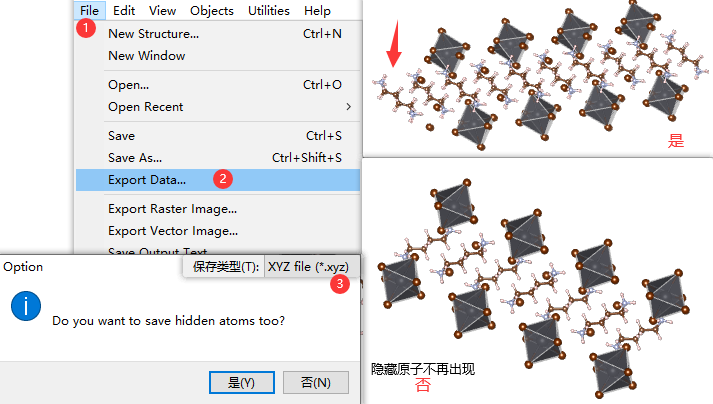 File Edit View Objects Utilities Help
1
New Structure... Ctrl+N
New Window
Open... Ctrl+O
Open Recent
Save Ctrl+S
Save As... Ctrl+Shift+S
Export Data... 2
Export Raster Image...
Export Vector Image...
Save Output Text
Option
保存类型(T): XYZ file (*.xyz)
3
Do you want to save hidden atoms too?
是(Y) 否(N)
是
隐藏原子不再出现
否